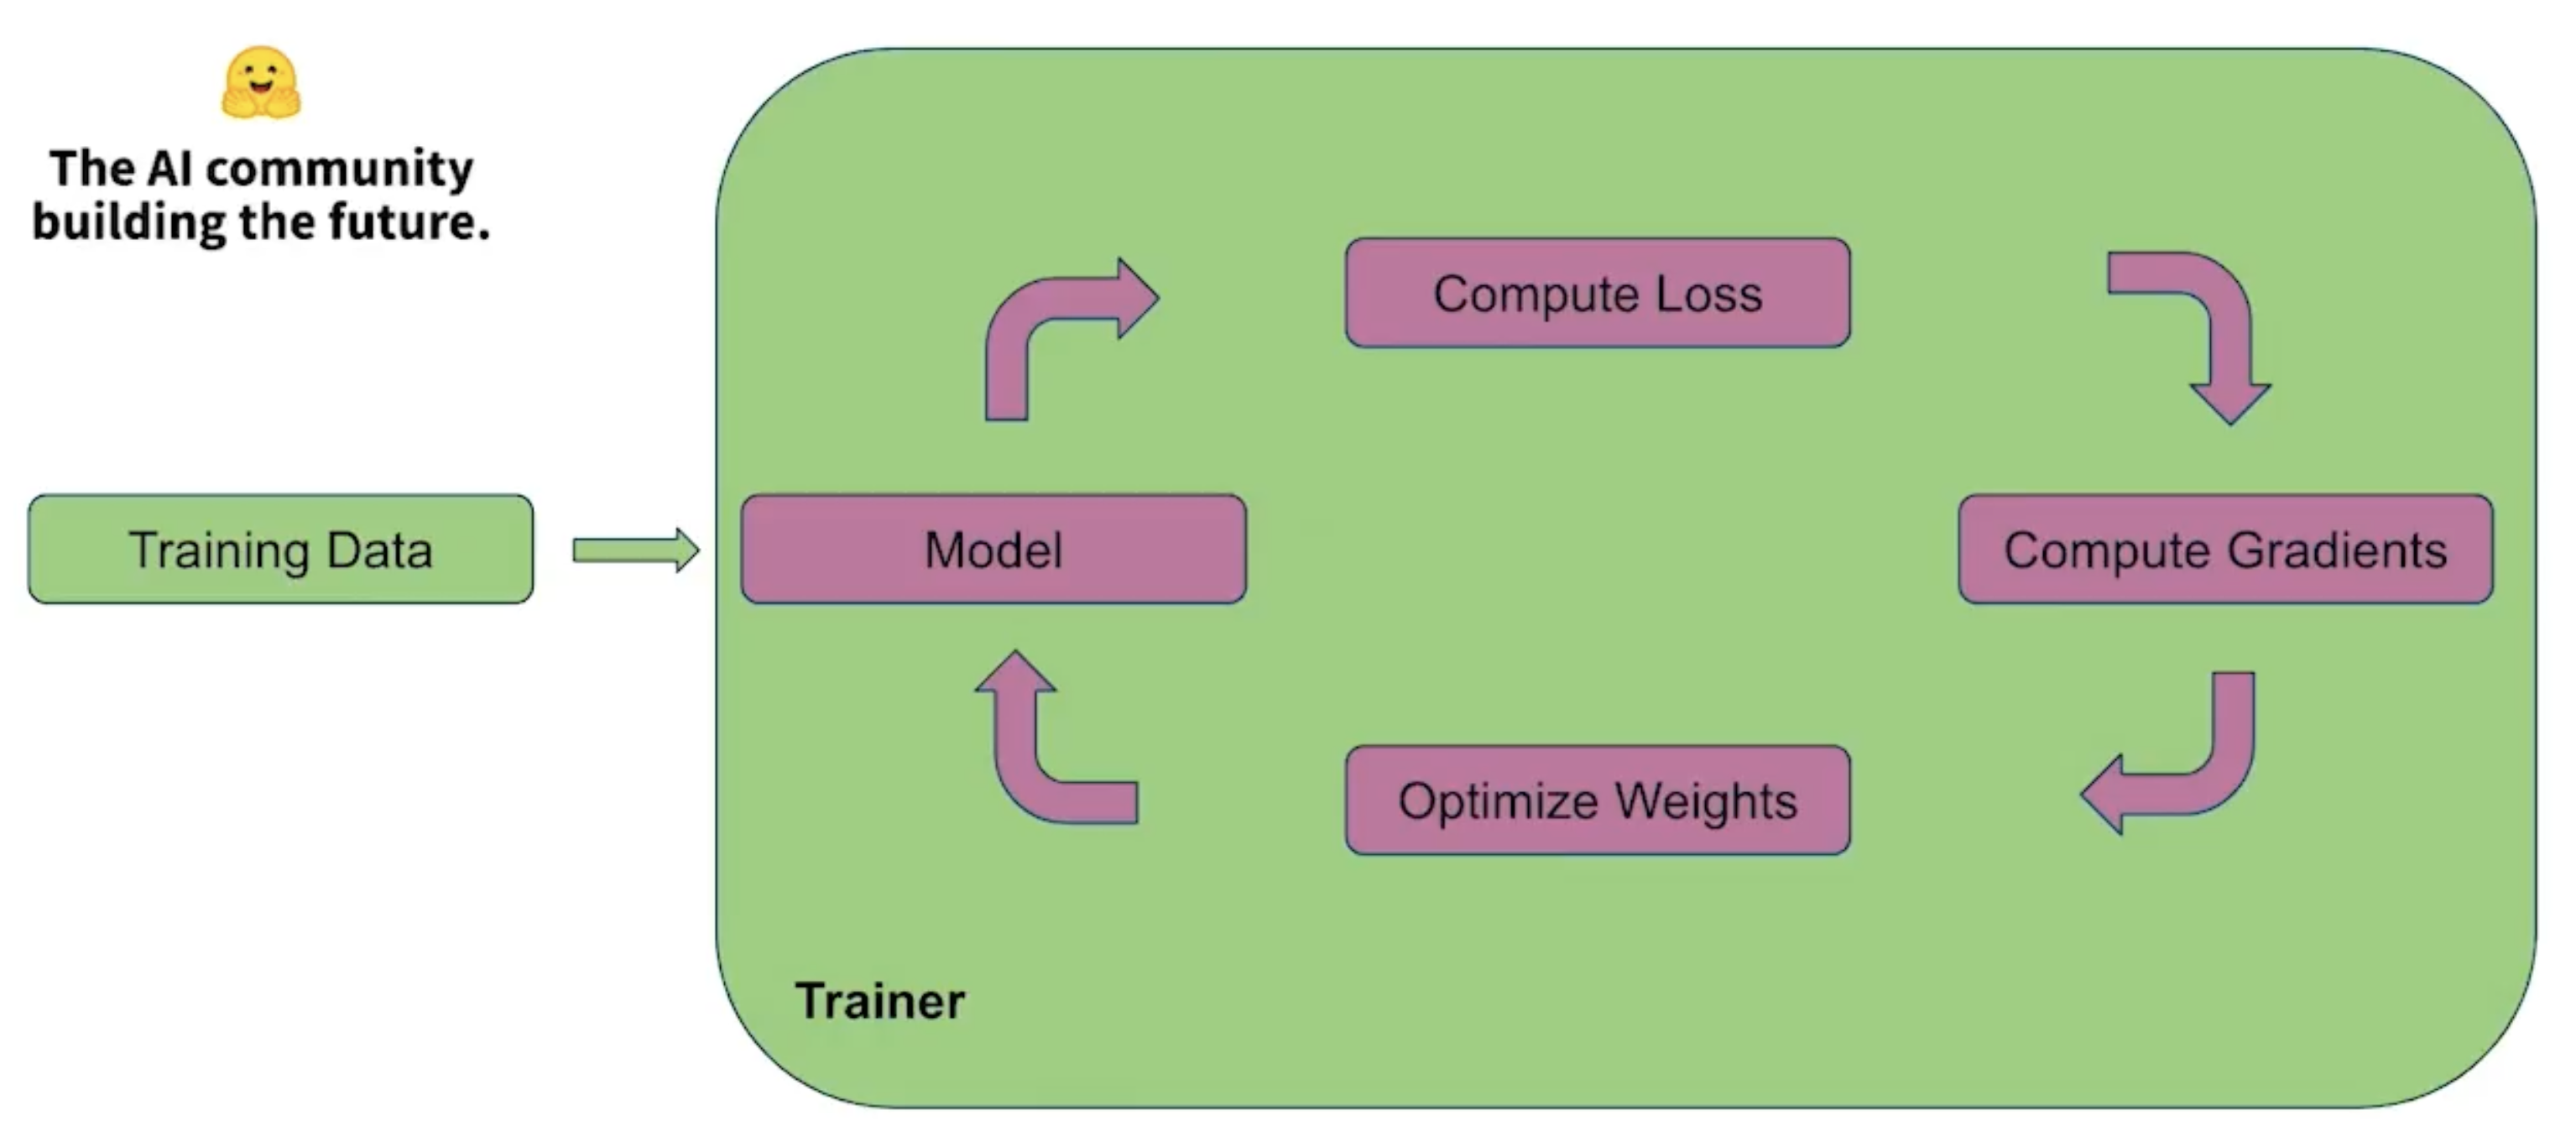 The AI community
building the future.
Compute Loss
Training Data
Model
Compute Gradients
Optimize Weights
Trainer